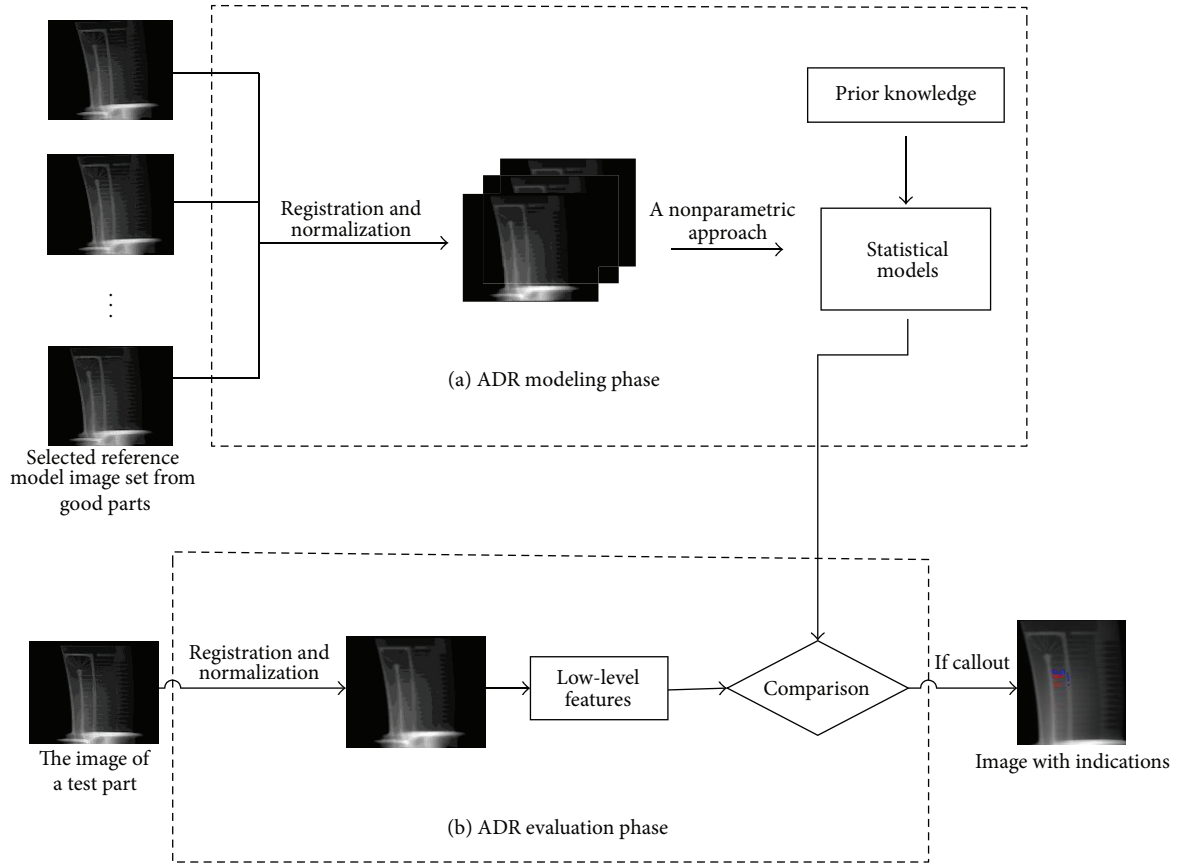 Prior knowledge
Registration and
normalization
A nonparametric
approach
Statistical
models
(a) ADR modeling phase
Selected reference
model image set from
good parts
Registration and
normalization
Low-level
features
Comparison
If callout
The image of
a test part
Image with indications
(b) ADR evaluation phase